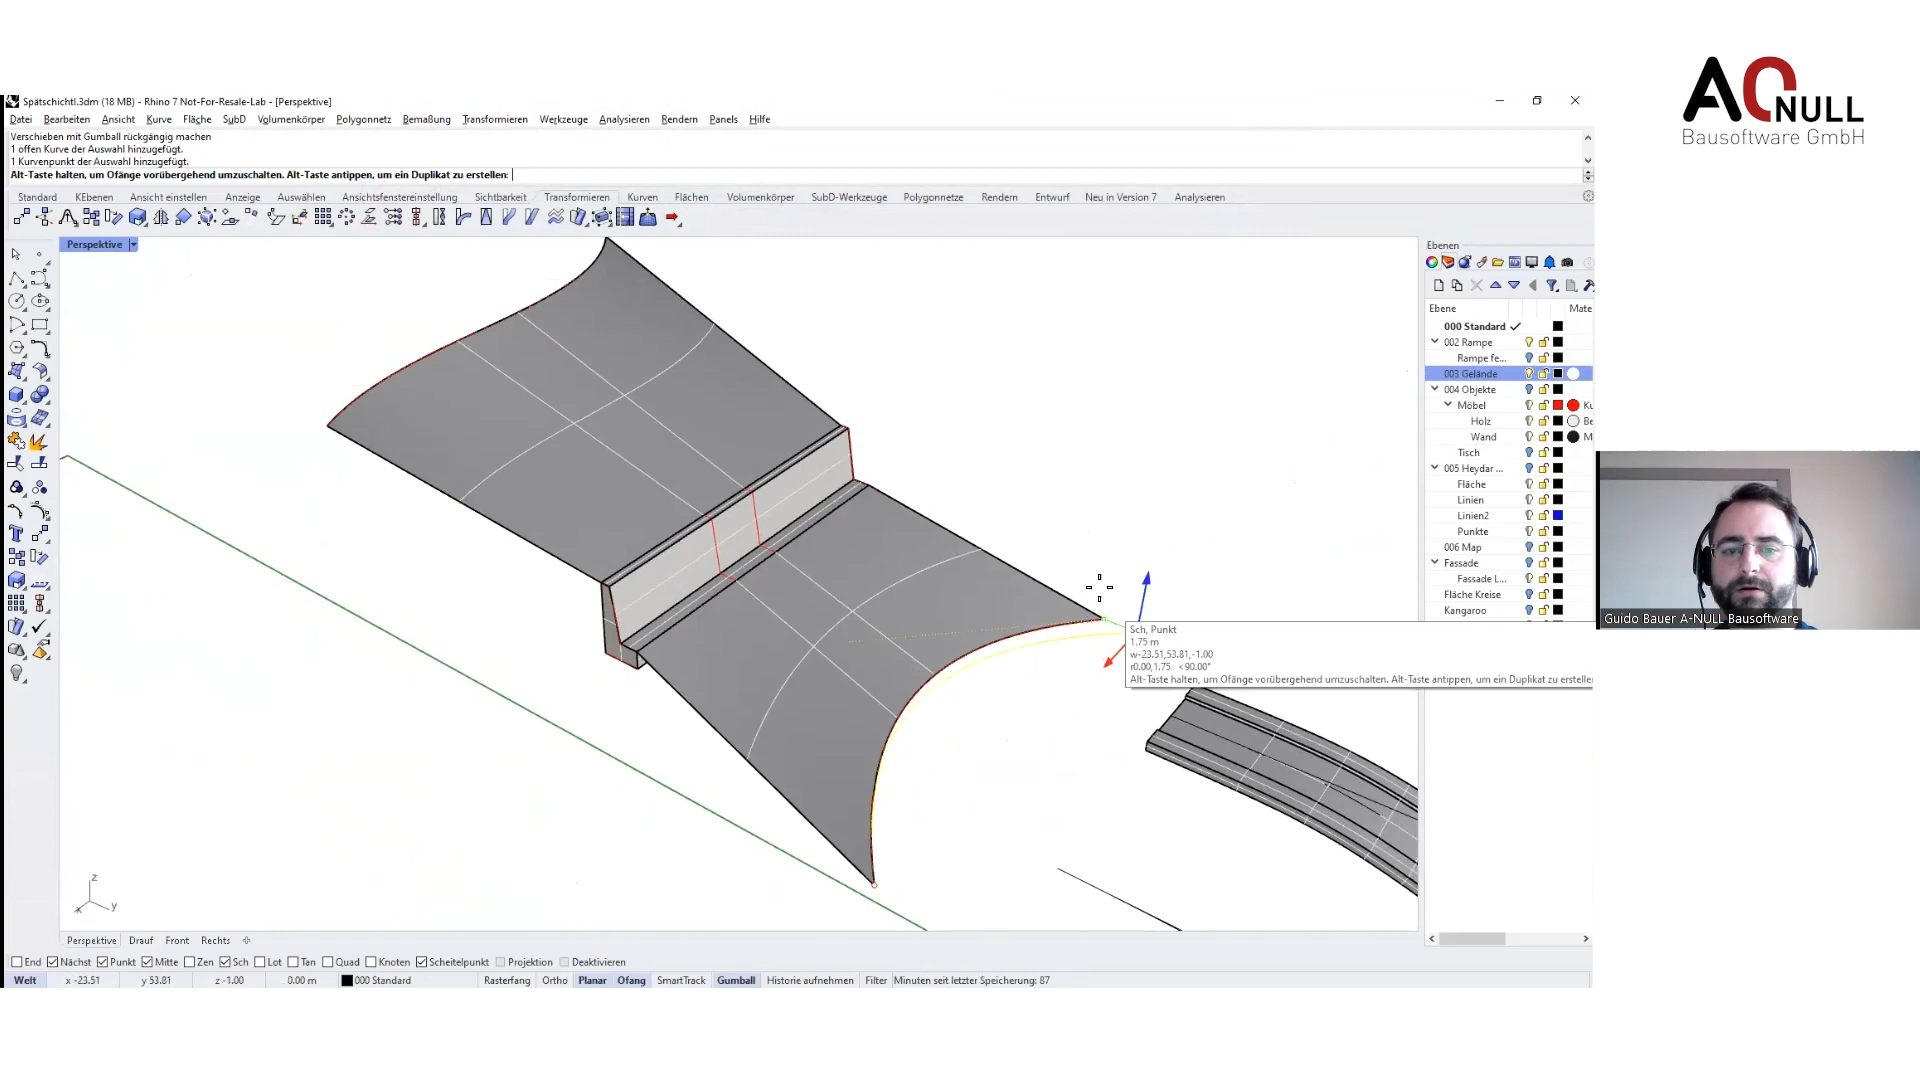 A NULL
Bausoftware GmbH
Spätschichtl.3dm (18 MB) - Rhino 7 Not-For-Resale-Lab - [Perspektive]
Datei Bearbeiten Ansicht Kurve Fläche SubD Volumenkörper Polygonnetz Bemaßung Transformieren Werkzeuge Analysieren Rendern Panels Hilfe
Verschieben mit Gumball rückgängig machen
1 offen Kurve der Auswahl hinzugefügt.
1 Kurvenpunkt der Auswahl hinzugefügt.
Alt-Taste halten, um Ofänge vorübergehend umzuschalten. Alt-Taste antippen, um ein Duplikat zu erstellen:
Standard KEbenen Ansicht einstellen Anzeige Auswählen Ansichtsfenstereinstellung Sichtbarkeit Transformieren Kurven Flächen Volumenkörper SubD-Werkzeuge Polygonnetze Rendern Entwurf Neu in Version 7 Analysieren
Perspektive
Ebenen
Ebene Mate
000 Standard
002 Rampe
Rampe fe...
003 Gelände
004 Objekte
Möbel Ku
Holz Be
Wand M
Tisch
005 Heydar ...
Fläche
Linien
Linien2
Punkte
006 Map
Fassade
Fassade L...
Fläche Kreise
Kangaroo
Sch, Punkt
1.75 m
w-23.51,53.81,-1.00
r0.00,1.75 <90.00°
Alt-Taste halten, um Ofänge vorübergehend umzuschalten. Alt-Taste antippen, um ein Duplikat zu erstelle
Guido Bauer A-NULL Bausoftware
z
y
x
Perspektive Drauf Front Rechts
End Nächst Punkt Mitte Zen Sch Lot Tan Quad Knoten Scheitelpunkt Projektion Deaktivieren
Welt x -23.51 y 53.81 z -1.00 0.00 m 000 Standard Rasterfang Ortho Planar Ofang SmartTrack Gumball Historie aufnehmen Filter Minuten seit letzter Speicherung: 87